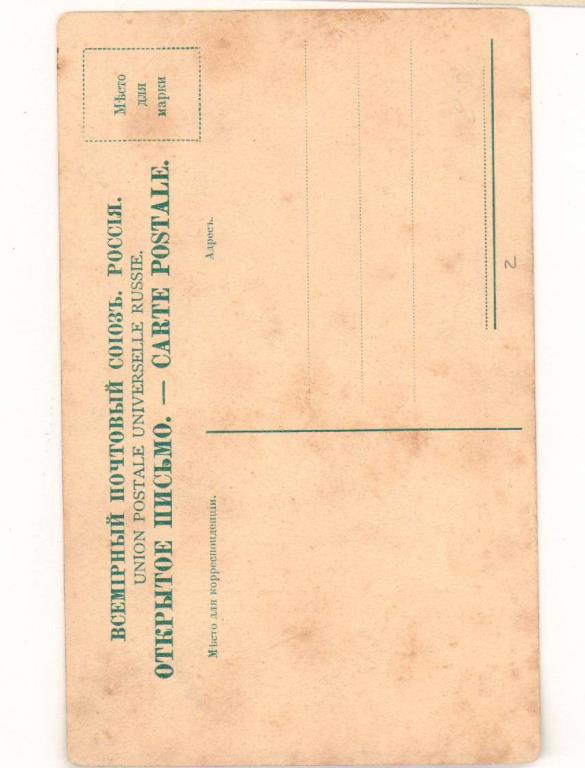 ВСЕМІРНЫЙ ПОЧТОВЫЙ СОЮЗЪ. РОССІЯ.
UNION POSTALE UNIVERSELLE RUSSIE.
ОТКРЫТОЕ ПИСЬМО. — CARTE POSTALE.
Мѣсто
для
марки
Мѣсто для корреспонденціи.
Адресъ.
2